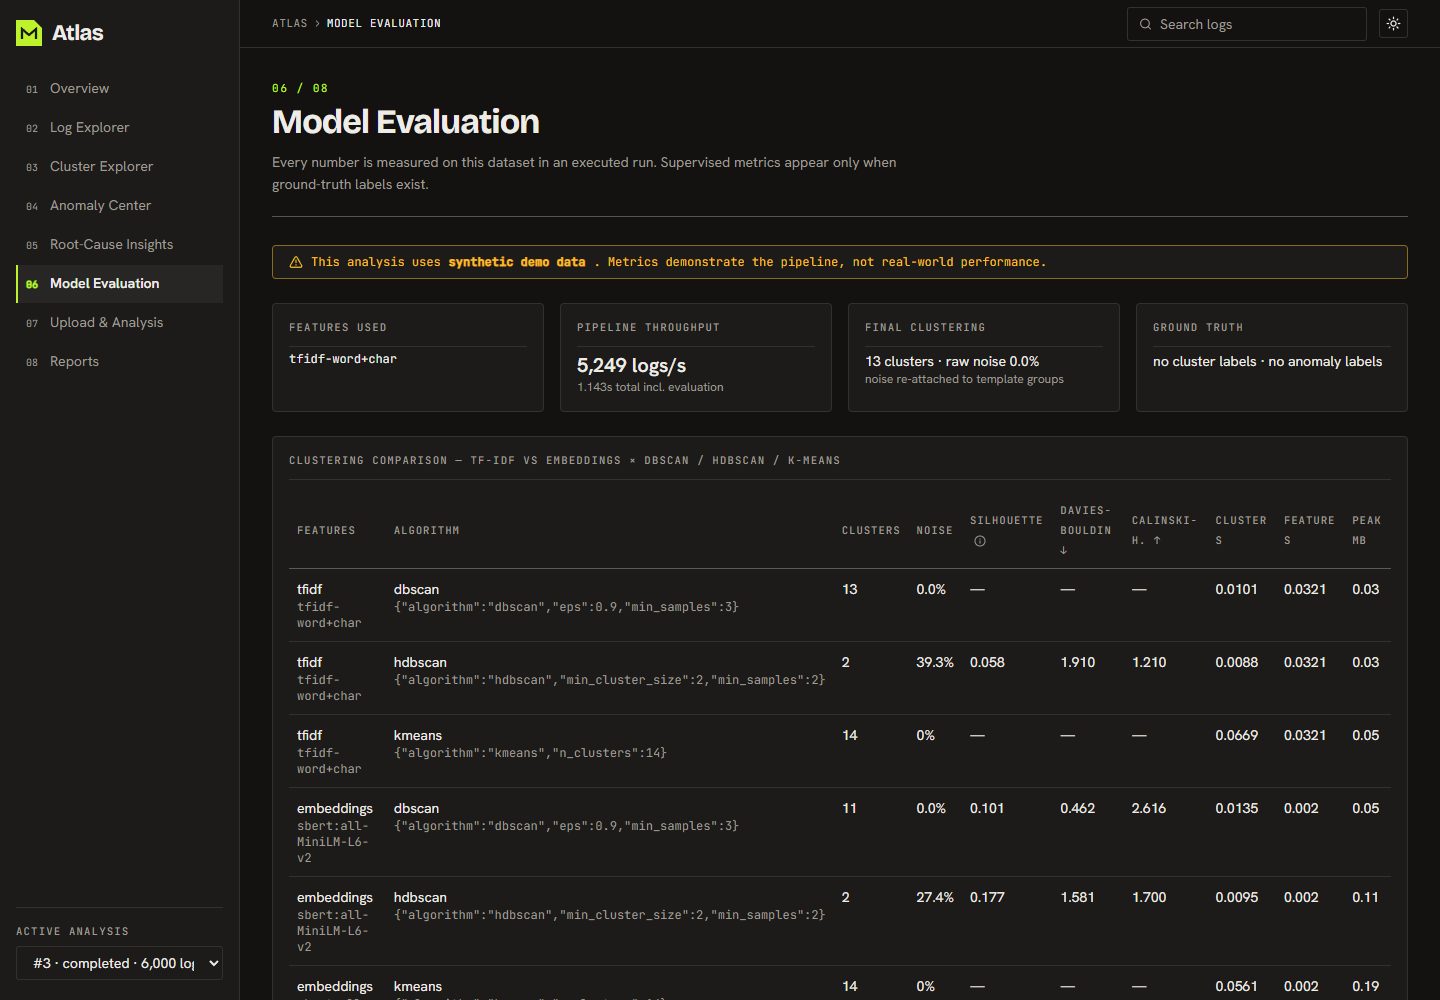 Atlas
01 Overview
02 Log Explorer
03 Cluster Explorer
04 Anomaly Center
05 Root-Cause Insights
06 Model Evaluation
07 Upload & Analysis
08 Reports
ACTIVE ANALYSIS
#3 · completed · 6,000 log
ATLAS > MODEL EVALUATION
Search logs
06 / 08
Model Evaluation
Every number is measured on this dataset in an executed run. Supervised metrics appear only when
ground-truth labels exist.
This analysis uses synthetic demo data . Metrics demonstrate the pipeline, not real-world performance.
FEATURES USED
tfidf-word+char
PIPELINE THROUGHPUT
5,249 logs/s
1.143s total incl. evaluation
FINAL CLUSTERING
13 clusters · raw noise 0.0%
noise re-attached to template groups
GROUND TRUTH
no cluster labels · no anomaly labels
CLUSTERING COMPARISON — TF-IDF VS EMBEDDINGS × DBSCAN / HDBSCAN / K-MEANS
FEATURES ALGORITHM CLUSTERS NOISE SILHOUETTE DAVIES-BOULDIN ↓ CALINSKI-H. ↑ CLUSTER S FEATURE S PEAK MB
tfidf dbscan 13 0.0% — — — 0.0101 0.0321 0.03
tfidf- {"algorithm":"dbscan","eps":0.9,"min_samples":3}
word+char
tfidf hdbscan 2 39.3% 0.058 1.910 1.210 0.0088 0.0321 0.03
tfidf- {"algorithm":"hdbscan","min_cluster_size":2,"min_samples":2}
word+char
tfidf kmeans 14 0% — — — 0.0669 0.0321 0.05
tfidf- {"algorithm":"kmeans","n_clusters":14}
word+char
embeddings dbscan 11 0.0% 0.101 0.462 2.616 0.0135 0.002 0.05
sbert:all- {"algorithm":"dbscan","eps":0.9,"min_samples":3}
MiniLM-L6-
v2
embeddings hdbscan 2 27.4% 0.177 1.581 1.700 0.0095 0.002 0.11
sbert:all- {"algorithm":"hdbscan","min_cluster_size":2,"min_samples":2}
MiniLM-L6-
v2
embeddings kmeans 14 0% — — — 0.0561 0.002 0.19